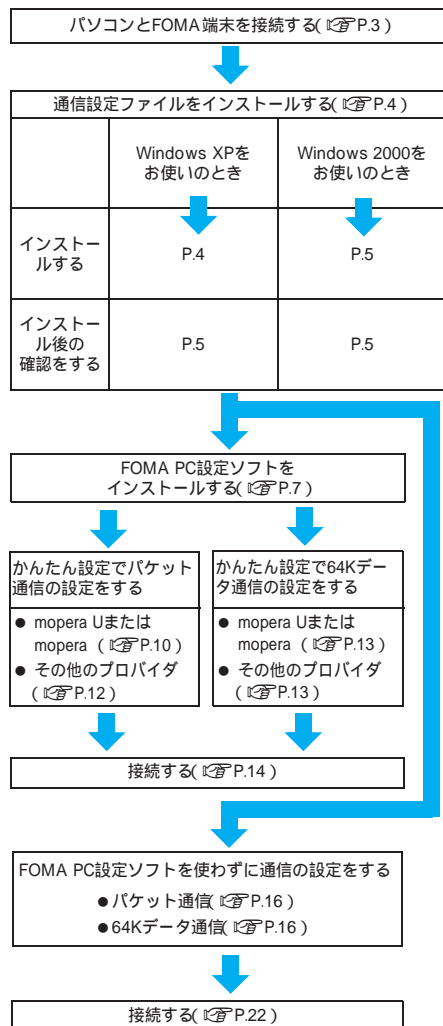 パソコンとFOMA端末を接続する(☞P.3)
通信設定ファイルをインストールする(☞P.4)
Windows XPを
お使いのとき
Windows 2000を
お使いのとき
インストー
ルする
P.4
P.5
インストー
ル後の
確認をする
P.5
P.5
FOMA PC設定ソフトを
インストールする(☞P.7)
かんたん設定でパケット
通信の設定をする
● mopera Uまたは
mopera(☞P.10)
● その他のプロバイダ
(☞P.12)
かんたん設定で64Kデー
タ通信の設定をする
● mopera Uまたは
mopera(☞P.13)
● その他のプロバイダ
(☞P.13)
接続する(☞P.14)
FOMA PC設定ソフトを使わずに通信の設定をする
●パケット通信(☞P.16)
●64Kデータ通信(☞P.16)
接続する(☞P.22)